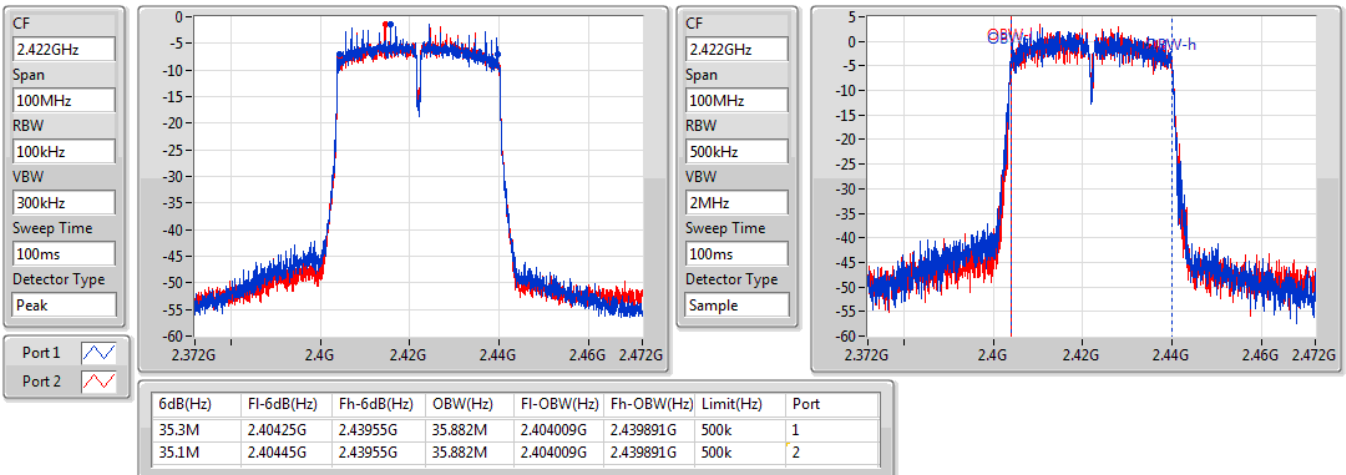 CF
2.422GHz
Span
100MHz
RBW
100kHz
VBW
300kHz
Sweep Time
100ms
Detector Type
Peak
Port 1
Port 2
0
-5
-10
-15
-20
-25
-30
-35
-40
-45
-50
-55
-60
2.372G 2.4G 2.42G 2.44G 2.46G 2.472G
CF
2.422GHz
Span
100MHz
RBW
500kHz
VBW
2MHz
Sweep Time
100ms
Detector Type
Sample
5
0
-5
-10
-15
-20
-25
-30
-35
-40
-45
-50
-55
-60
2.372G 2.4G 2.42G 2.44G 2.46G 2.472G
6dB(Hz) Fl-6dB(Hz) Fh-6dB(Hz) OBW(Hz) Fl-OBW(Hz) Fh-OBW(Hz) Limit(Hz) Port
35.3M 2.40425G 2.43955G 35.882M 2.404009G 2.439891G 500k 1
35.1M 2.40445G 2.43955G 35.882M 2.404009G 2.439891G 500k 2